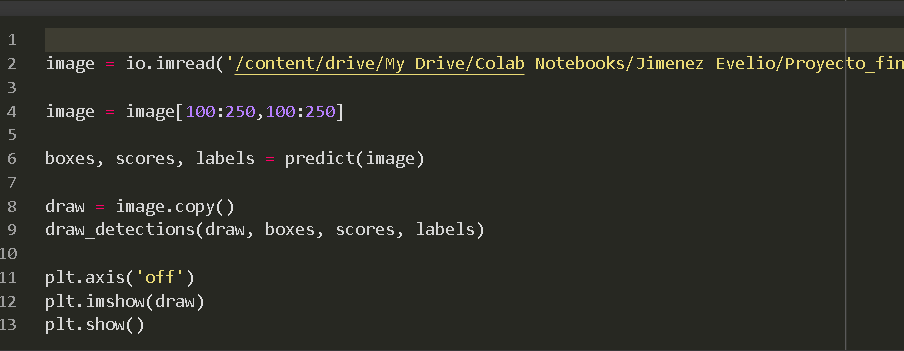 1
2 image = io.imread('/content/drive/My Drive/Colab Notebooks/Jimenez Evelio/Proyecto_fin
3
4 image = image[100:250,100:250]
5
6 boxes, scores, labels = predict(image)
7
8 draw = image.copy()
9 draw_detections(draw, boxes, scores, labels)
10
11 plt.axis('off')
12 plt.imshow(draw)
13 plt.show()